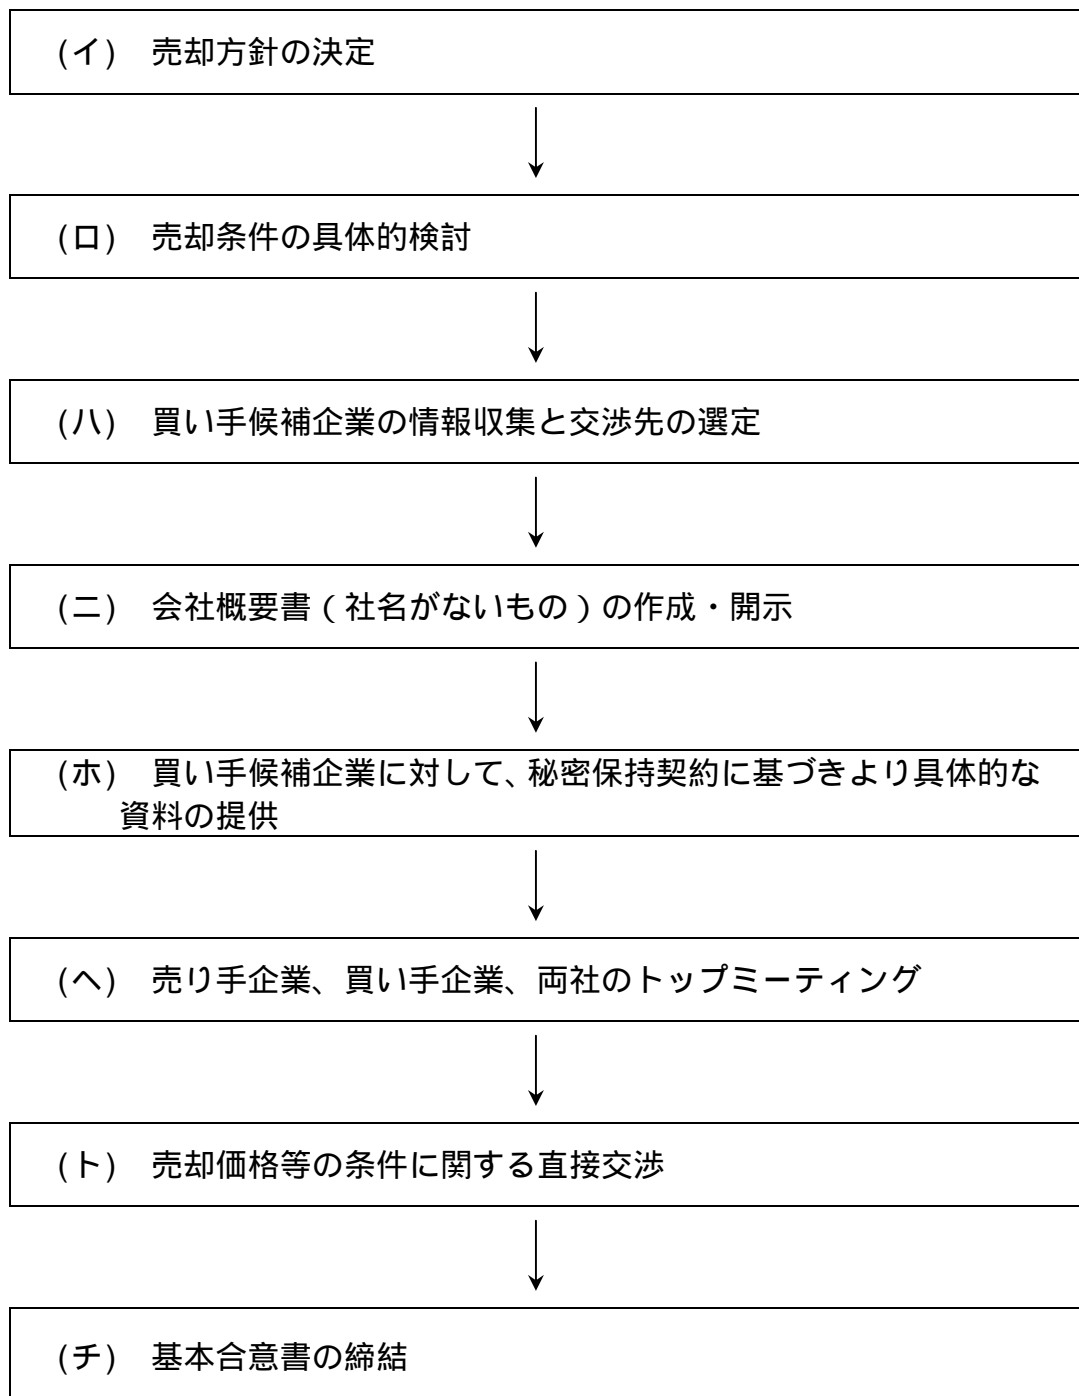 (イ) 売却方針の決定
(ロ) 売却条件の具体的検討
(ハ) 買い手候補企業の情報収集と交渉先の選定
(ニ) 会社概要書(社名がないもの)の作成・開示
(ホ) 買い手候補企業に対して、秘密保持契約に基づきより具体的な
資料の提供
(ヘ) 売り手企業、買い手企業、両社のトップミーティング
(ト) 売却価格等の条件に関する直接交渉
(チ) 基本合意書の締結